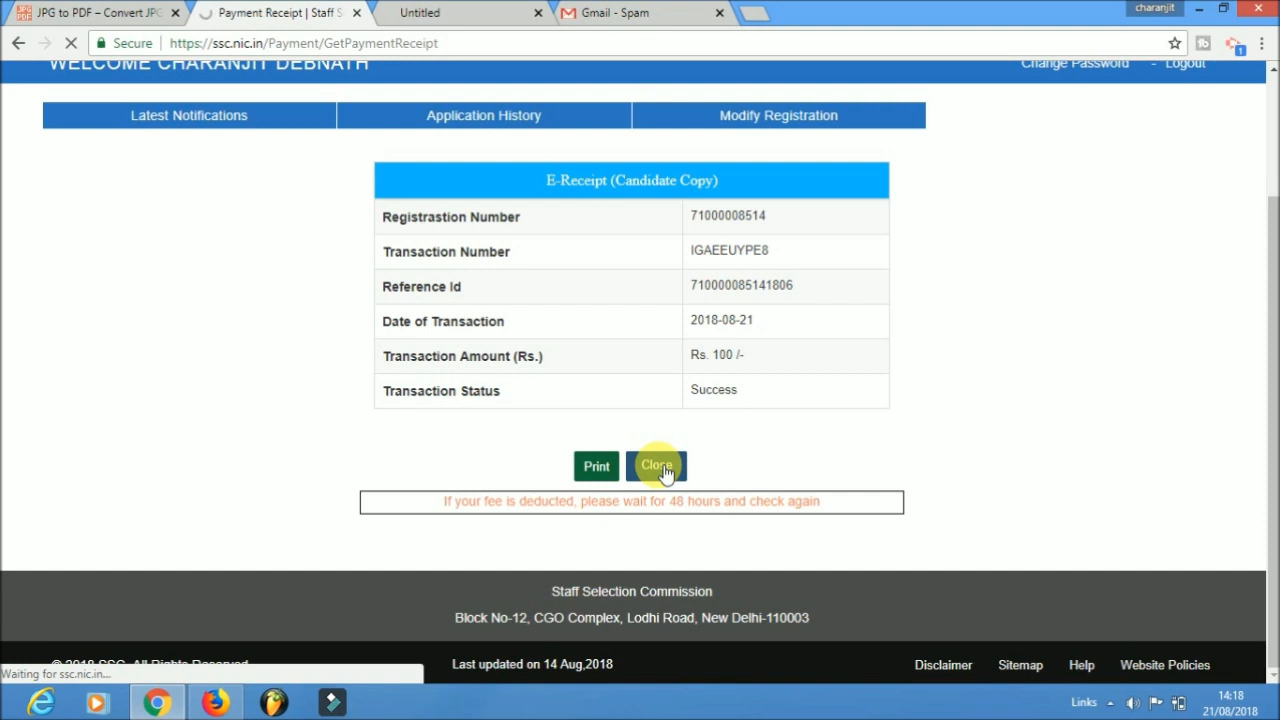 JPG to PDF – Convert JPG
Payment Receipt | Staff S
Untitled
Gmail - Spam
charanjit
Secure
https://ssc.nic.in/Payment/GetPaymentReceipt
WELCOME CHARANJIT DEBNATH
Change Password - Logout
Latest Notifications
Application History
Modify Registration
E-Receipt (Candidate Copy)
Registrastion Number 71000008514
Transaction Number IGAEEUYPE8
Reference Id 710000085141806
Date of Transaction 2018-08-21
Transaction Amount (Rs.) Rs. 100 /-
Transaction Status Success
Print
Close
If your fee is deducted, please wait for 48 hours and check again
Staff Selection Commission
Block No-12, CGO Complex, Lodhi Road, New Delhi-110003
© 2018 SSC. All Rights Reserved
Last updated on 14 Aug,2018
Disclaimer
Sitemap
Help
Website Policies
Waiting for ssc.nic.in...
Links
14:18
21/08/2018